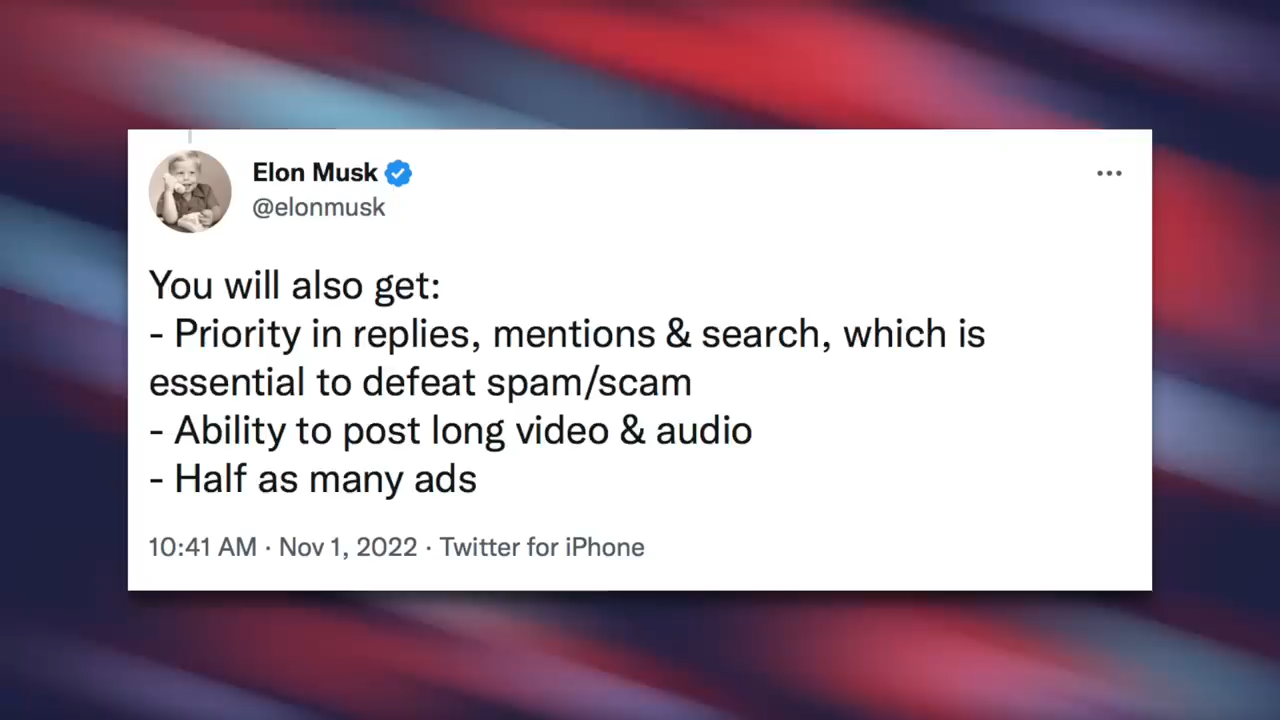 Elon Musk
@elonmusk
You will also get:
- Priority in replies, mentions & search, which is
essential to defeat spam/scam
- Ability to post long video & audio
- Half as many ads
10:41 AM · Nov 1, 2022 · Twitter for iPhone